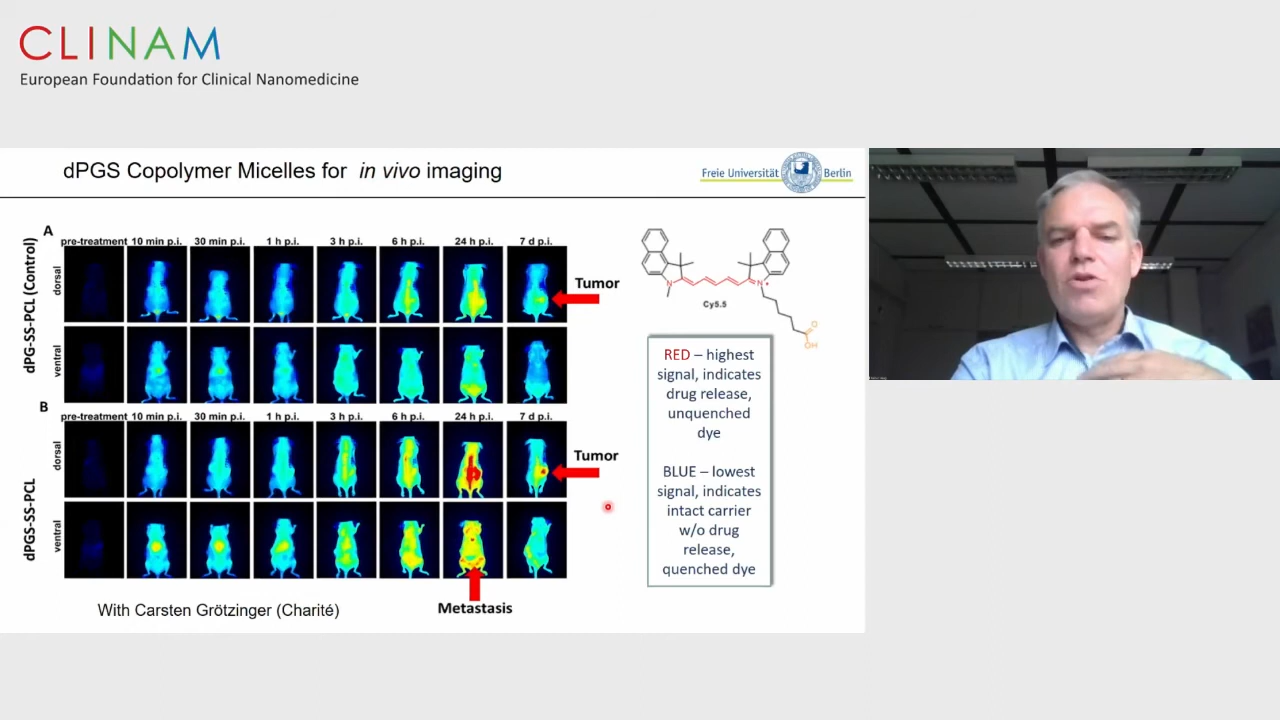 CLINAM
European Foundation for Clinical Nanomedicine
dPGS Copolymer Micelles for in vivo imaging
Freie Universität Berlin
A
pre-treatment 10 min p.i. 30 min p.i. 1 h p.i. 3 h p.i. 6 h p.i. 24 h p.i. 7 d p.i.
dPG-SS-PCL (Control)
dorsal
Tumor
ventral
B
pre-treatment 10 min p.i. 30 min p.i. 1 h p.i. 3 h p.i. 6 h p.i. 24 h p.i. 7 d p.i.
dPGS-SS-PCL
dorsal
Tumor
ventral
Metastasis
With Carsten Grötzinger (Charité)
N
N
+
O
OH
Cy5.5
RED – highest
signal, indicates
drug release,
unquenched
dye
BLUE – lowest
signal, indicates
intact carrier
w/o drug
release,
quenched dye